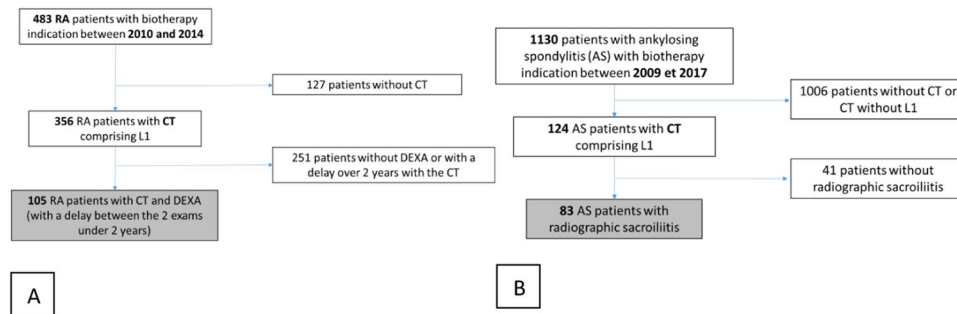 483 RA patients with biotherapy
indication between 2010 and 2014
127 patients without CT
356 RA patients with CT
comprising L1
251 patients without DEXA or with a
delay over 2 years with the CT
105 RA patients with CT and DEXA
(with a delay between the 2 exams
under 2 years)
A
1130 patients with ankylosing
spondylitis (AS) with biotherapy
indication between 2009 et 2017
1006 patients without CT or
CT without L1
124 AS patients with CT
comprising L1
41 patients without
radiographic sacroiliitis
83 AS patients with
radiographic sacroiliitis
B